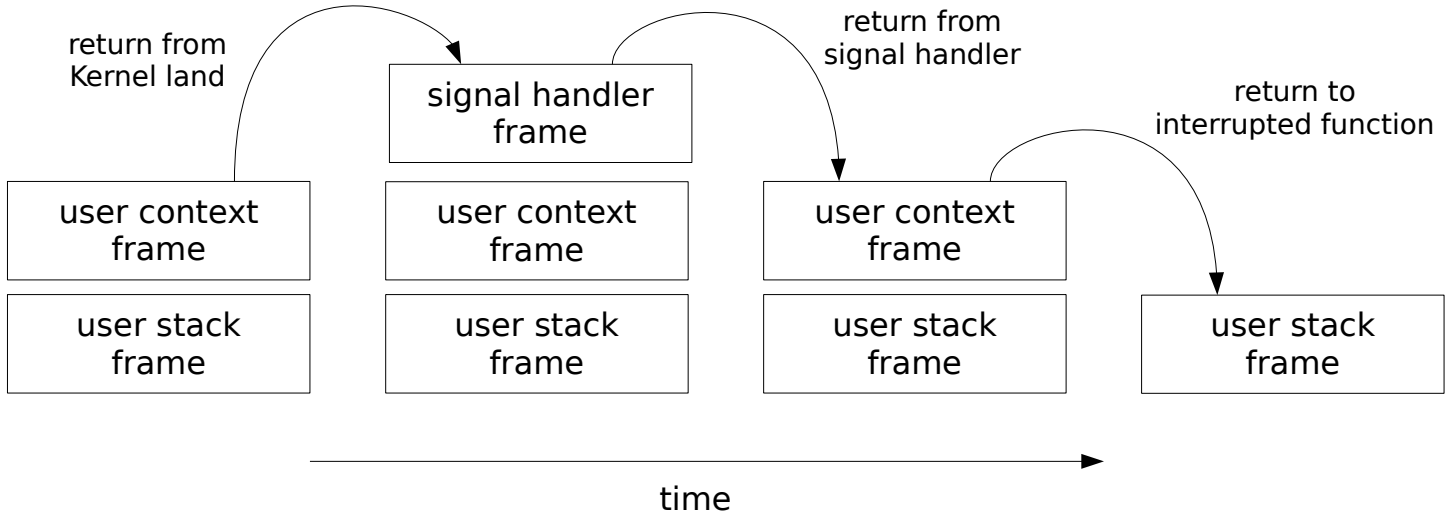 return from
Kernel land
return from
signal handler
return to
interrupted function
signal handler
frame
user context
frame
user context
frame
user context
frame
user stack
frame
user stack
frame
user stack
frame
user stack
frame
time